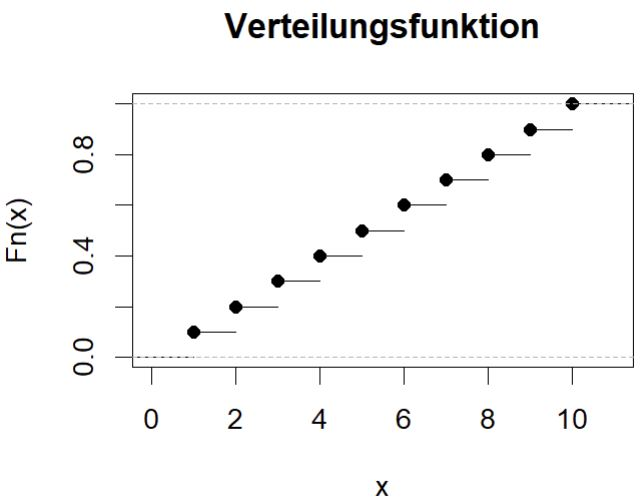 Verteilungsfunktion
Fn(x)
0.8
0.4
0.0
0 2 4 6 8 10
x